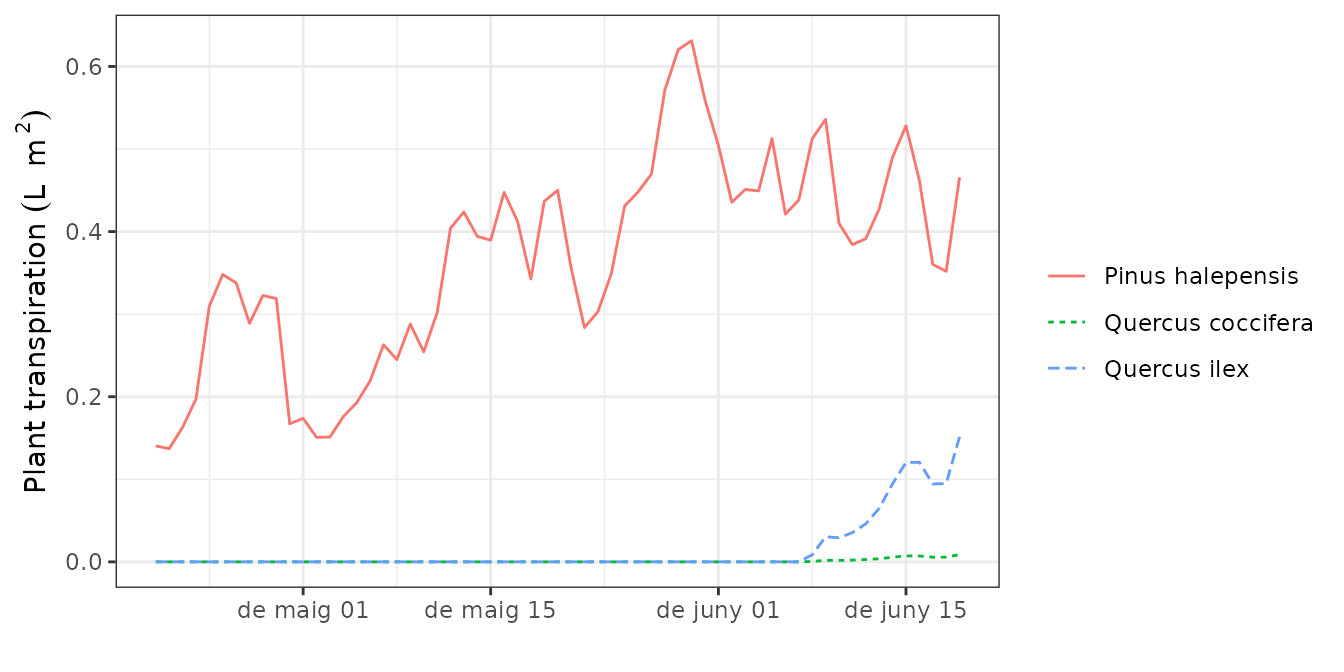 Plant transpiration (L m²)
0.6
0.4
0.2
0.0
de maig 01
de maig 15
de juny 01
de juny 15
Pinus halepensis
Quercus coccifera
Quercus ilex